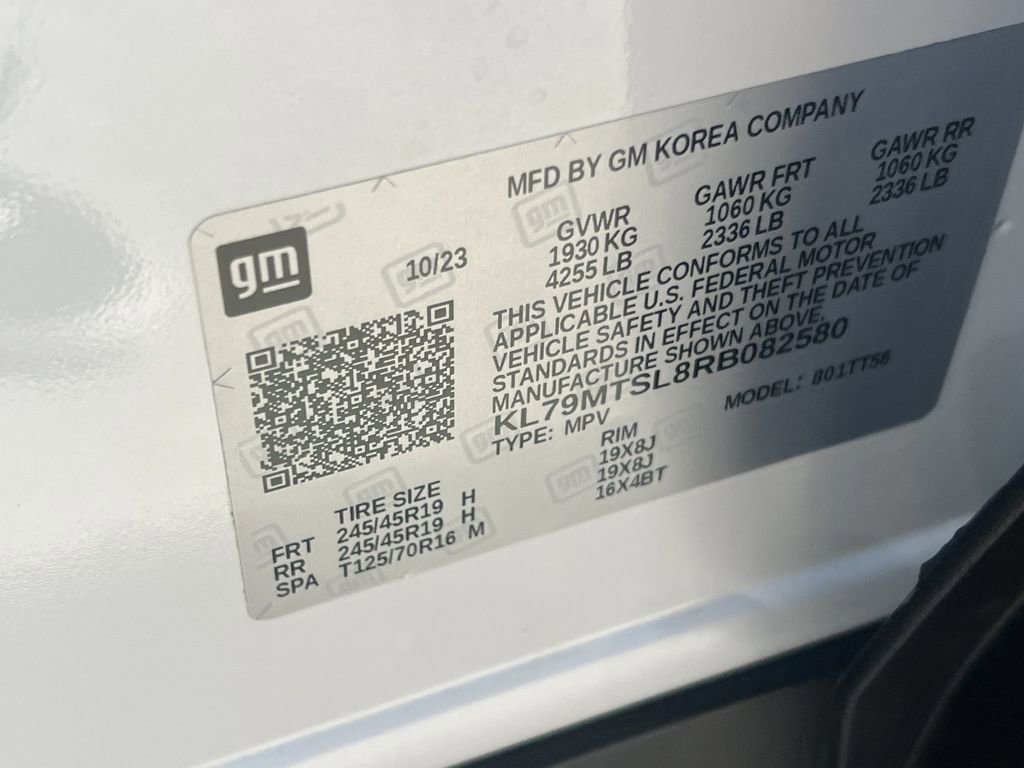 gm
10/23
MFD BY GM KOREA COMPANY
GVWR GAWR FRT GAWR RR
1930 KG 1060 KG 1060 KG
4255 LB 2336 LB 2336 LB
THIS VEHICLE CONFORMS TO ALL
APPLICABLE U.S. FEDERAL MOTOR
VEHICLE SAFETY AND THEFT PREVENTION
STANDARDS IN EFFECT ON THE DATE OF
MANUFACTURE SHOWN ABOVE.
KL79MTSL8RB082580
TYPE: MPV MODEL: 801TT56
TIRE SIZE RIM
FRT 245/45R19 H 19X8J
RR 245/45R19 H 19X8J
SPA T125/70R16 M 16X4BT